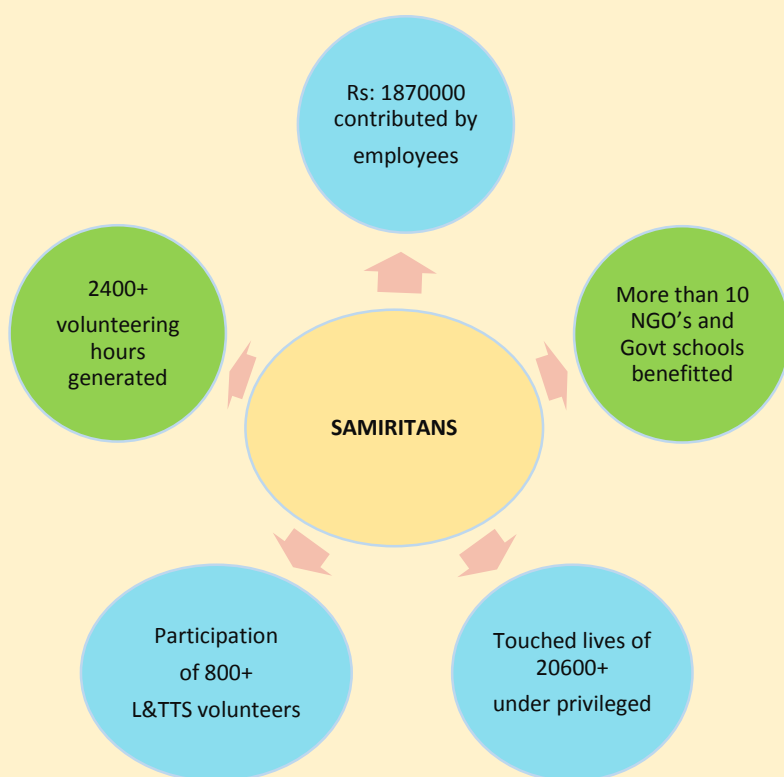 Rs: 1870000
contributed by
employees
2400+
volunteering
hours
generated
More than 10
NGO’s and
Govt schools
benefitted
SAMIRITANS
Participation
of 800+
L&TTS volunteers
Touched lives of
20600+
under privileged